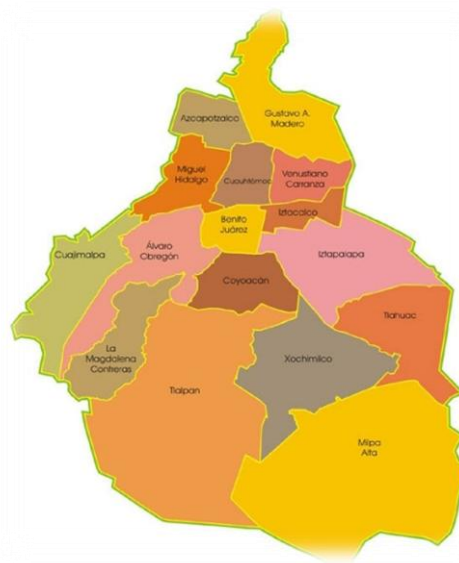 Azcapotzalco
Gustavo A.
Madero
Miguel
Hidalgo
Cuauhtémoc
Venustiano
Carranza
Iztacalco
Benito
Juárez
Cuajimalpa
Álvaro
Obregón
Iztapalapa
Coyoacán
Tlahuac
La
Magdalena
Contreras
Xochimilco
Tlalpan
Milpa
Alta